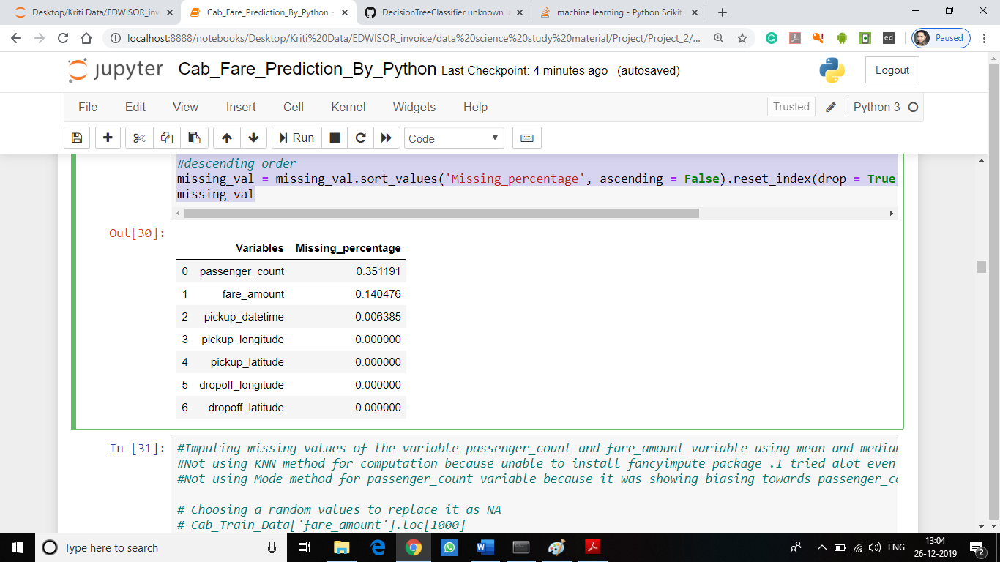 Desktop/Kriti Data/EDWISOR_inv
Cab_Fare_Prediction_By_Python -
DecisionTreeClassifier unknown la
machine learning - Python Scikit
localhost:8888/notebooks/Desktop/Kriti%20Data/EDWISOR_invoice/data%20science%20study%20material/Project/Project_2/...
ed
Paused
jupyter Cab_Fare_Prediction_By_Python Last Checkpoint: 4 minutes ago (autosaved)
Logout
File Edit View Insert Cell Kernel Widgets Help
Trusted Python 3
Run Code
#descending order
missing_val = missing_val.sort_values('Missing_percentage', ascending = False).reset_index(drop = True
missing_val
Out[30]:
Variables Missing_percentage
0 passenger_count 0.351191
1 fare_amount 0.140476
2 pickup_datetime 0.006385
3 pickup_longitude 0.000000
4 pickup_latitude 0.000000
5 dropoff_longitude 0.000000
6 dropoff_latitude 0.000000
In [31]:
#Imputing missing values of the variable passenger_count and fare_amount variable using mean and median
#Not using KNN method for computation because unable to install fancyimpute package .I tried alot even
#Not using Mode method for passenger_count variable because it was showing biasing towards passenger_co
# Choosing a random values to replace it as NA
# Cab_Train_Data['fare_amount'].loc[1000]
Type here to search
ENG
13:04
26-12-2019
2